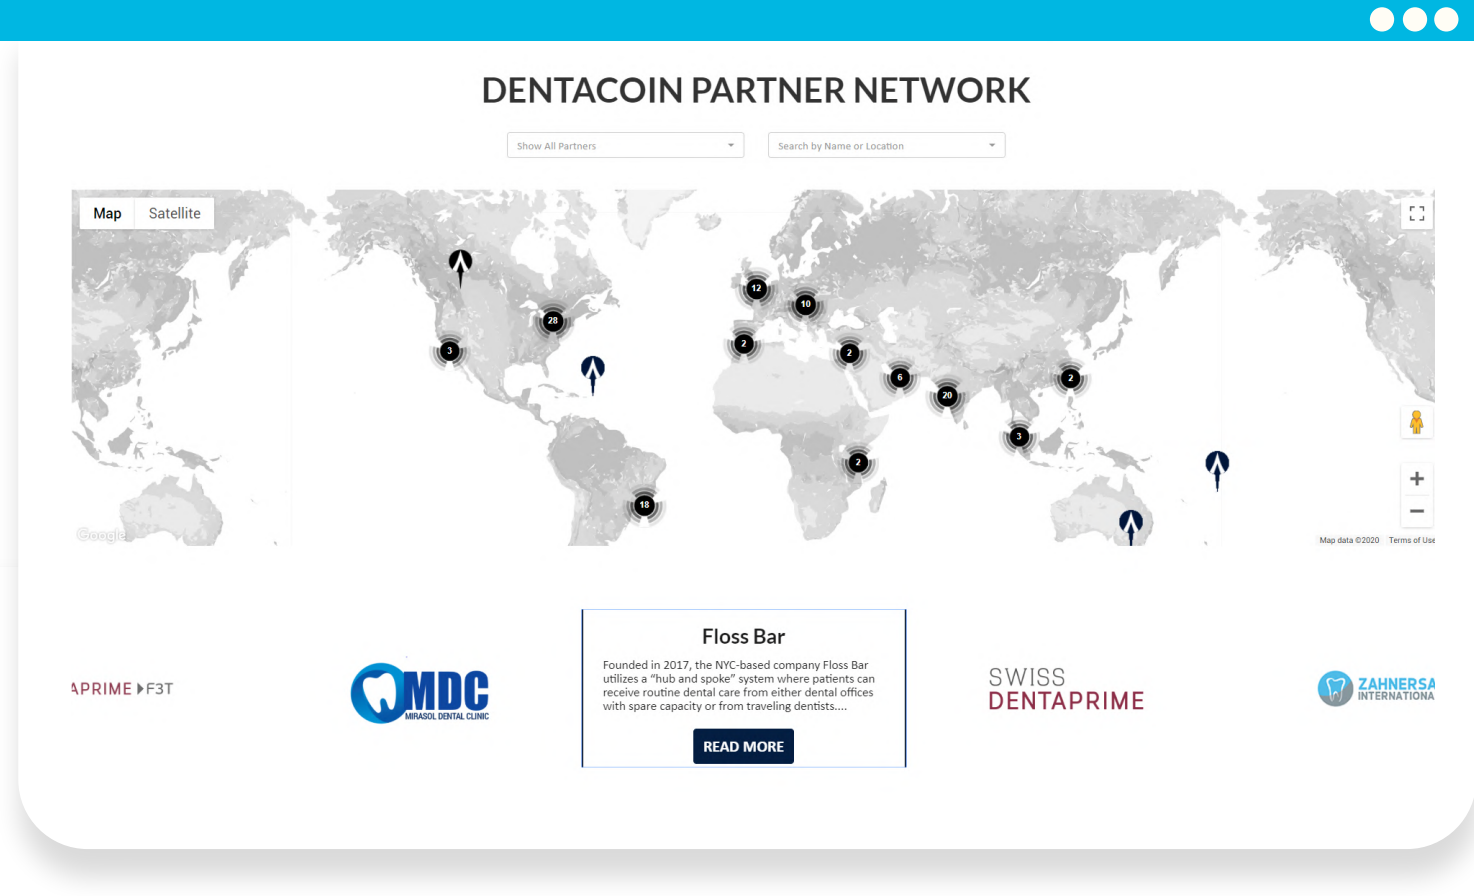 DENTACOIN PARTNER NETWORK
Show All Partners
Search by Name or Location
Map Satellite
12
10
28
3
2
2
6
2
20
3
2
18
Google
Map data ©2020 Terms of Use
Floss Bar
Founded in 2017, the NYC-based company Floss Bar
utilizes a “hub and spoke” system where patients can
receive routine dental care from either dental offices
with spare capacity or from traveling dentists....
READ MORE
APRIME F3T
MDC
MIRASOL DENTAL CLINIC
SWISS
DENTAPRIME
ZAHNERSA
INTERNATIONA